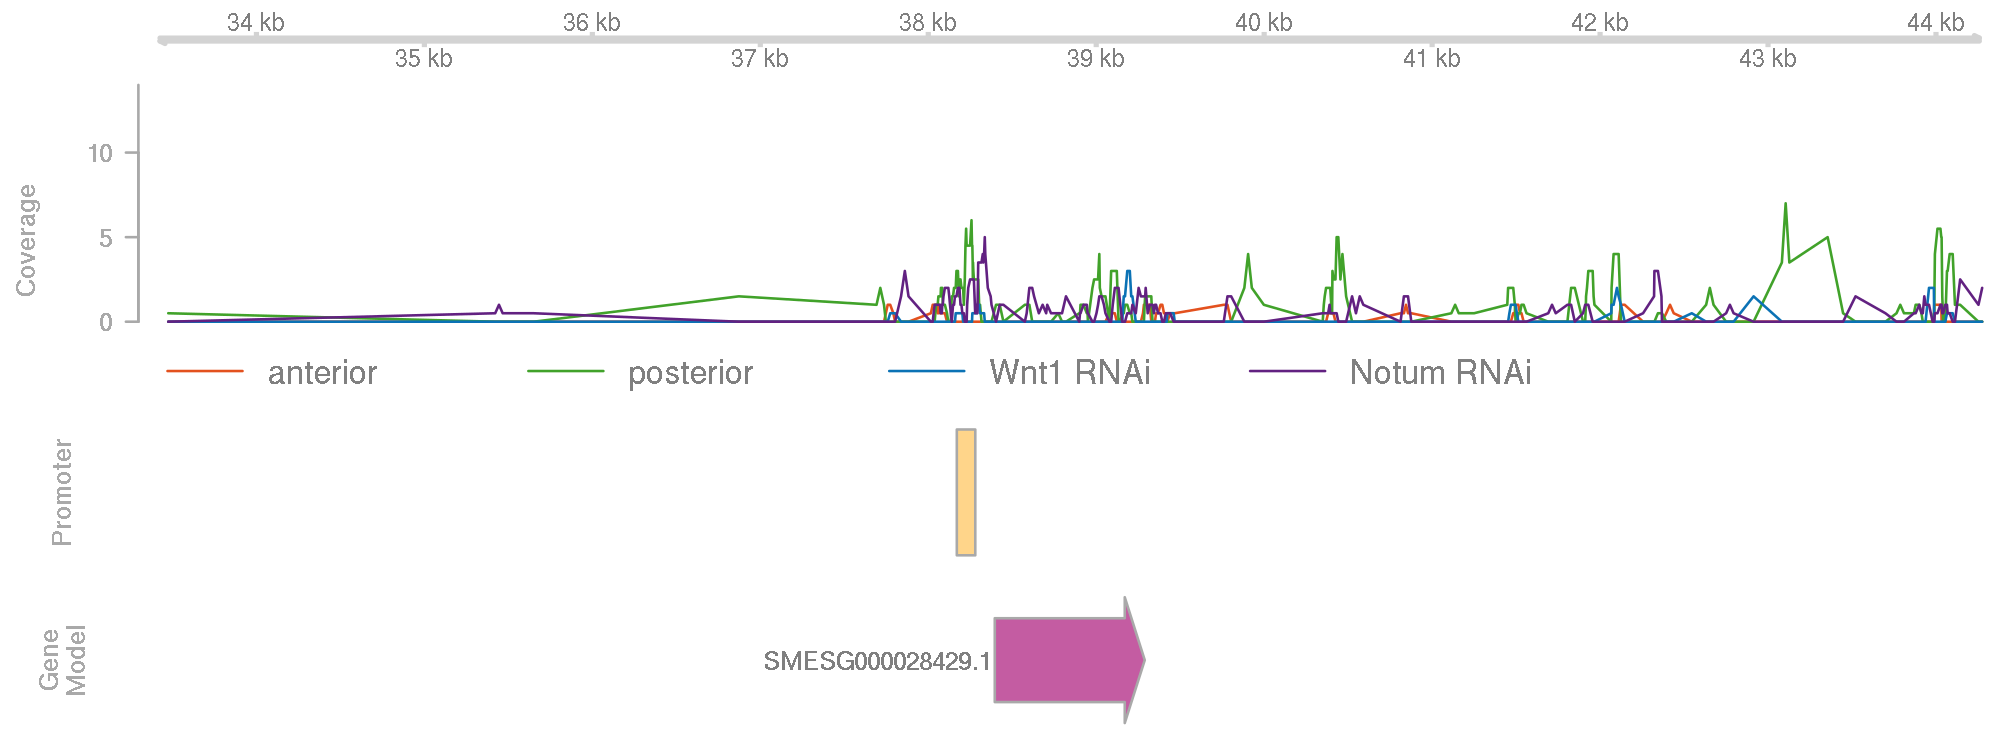 34 kb 36 kb 38 kb 40 kb 42 kb 44 kb
35 kb 37 kb 39 kb 41 kb 43 kb
Coverage
10
5
0
anterior posterior Wnt1 RNAi Notum RNAi
Promoter
Gene
Model
SMESG000028429.1